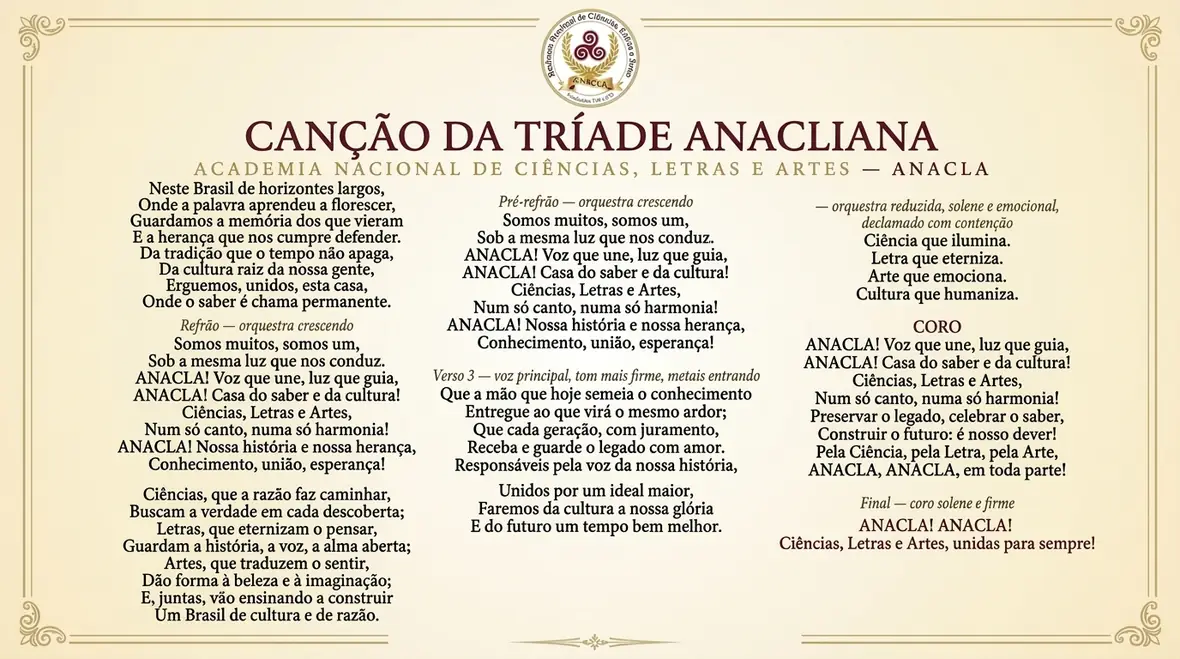 ANACLA
CANÇÃO DA TRÍADE ANACLIANA
ACADEMIA NACIONAL DE CIÊNCIAS, LETRAS E ARTES — ANACLA
Neste Brasil de horizontes largos,
Onde a palavra aprendeu a florescer,
Guardamos a memória dos que vieram
E a herança que nos cumpre defender.
Da tradição que o tempo não apaga,
Da cultura raiz da nossa gente,
Erguemos, unidos, esta casa,
Onde o saber é chama permanente.
Refrão — orquestra crescendo
Somos muitos, somos um,
Sob a mesma luz que nos conduz.
ANACLA! Voz que une, luz que guia,
ANACLA! Casa do saber e da cultura!
Ciências, Letras e Artes,
Num só canto, numa só harmonia!
ANACLA! Nossa história e nossa herança,
Conhecimento, união, esperança!
Ciências, que a razão faz caminhar,
Buscam a verdade em cada descoberta;
Letras, que eternizam o pensar,
Guardam a história, a voz, a alma aberta;
Artes, que traduzem o sentir,
Dão forma à beleza e à imaginação;
E, juntas, vão ensinando a construir
Um Brasil de cultura e de razão.
Pré-refrão — orquestra crescendo
Somos muitos, somos um,
Sob a mesma luz que nos conduz.
ANACLA! Voz que une, luz que guia,
ANACLA! Casa do saber e da cultura!
Ciências, Letras e Artes,
Num só canto, numa só harmonia!
ANACLA! Nossa história e nossa herança,
Conhecimento, união, esperança!
Verso 3 — voz principal, tom mais firme, metais entrando
Que a mão que hoje semeia o conhecimento
Entregue ao que virá o mesmo ardor;
Que cada geração, com juramento,
Receba e guarde o legado com amor.
Responsáveis pela voz da nossa história,
Unidos por um ideal maior,
Faremos da cultura a nossa glória
E do futuro um tempo bem melhor.
— orquestra reduzida, solene e emocional,
declamado com contenção
Ciência que ilumina.
Letra que eterniza.
Arte que emociona.
Cultura que humaniza.
CORO
ANACLA! Voz que une, luz que guia,
ANACLA! Casa do saber e da cultura!
Ciências, Letras e Artes,
Num só canto, numa só harmonia!
Preservar o legado, celebrar o saber,
Construir o futuro: é nosso dever!
Pela Ciência, pela Letra, pela Arte,
ANACLA, ANACLA, em toda parte!
Final — coro solene e firme
ANACLA! ANACLA!
Ciências, Letras e Artes, unidas para sempre!